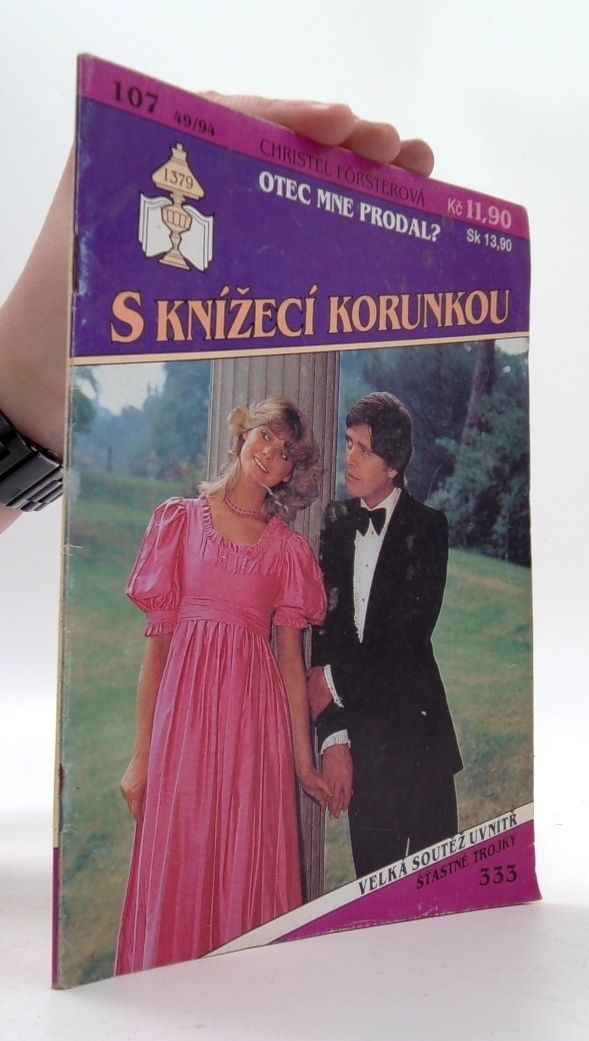 107
49/94
1379
CHRISTEL FÖRSTEROVÁ
OTEC MNE PRODAL?
Kč 11,90
Sk 13,90
S KNÍŽECÍ KORUNKOU
VELKÁ SOUTĚŽ UVNITŘ
ŠŤASTNÉ TROJKY
333